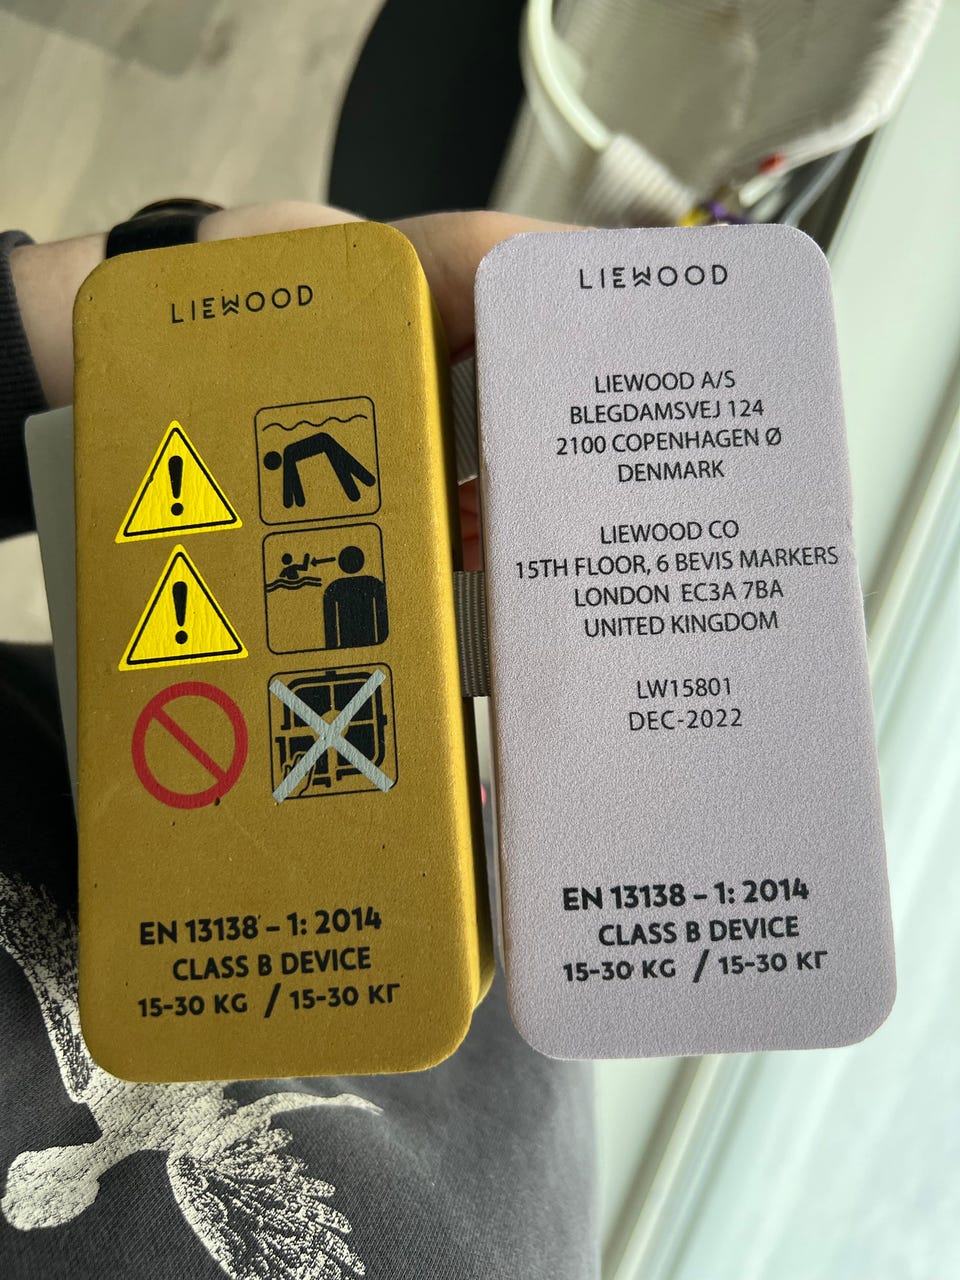 LIEWOOD
EN 13138 – 1: 2014
CLASS B DEVICE
15-30 KG / 15-30 КГ
LIEWOOD
LIEWOOD A/S
BLEGDAMSVEJ 124
2100 COPENHAGEN Ø
DENMARK
LIEWOOD CO
15TH FLOOR, 6 BEVIS MARKERS
LONDON EC3A 7BA
UNITED KINGDOM
LW15801
DEC-2022
EN 13138 – 1: 2014
CLASS B DEVICE
15-30 KG / 15-30 КГ